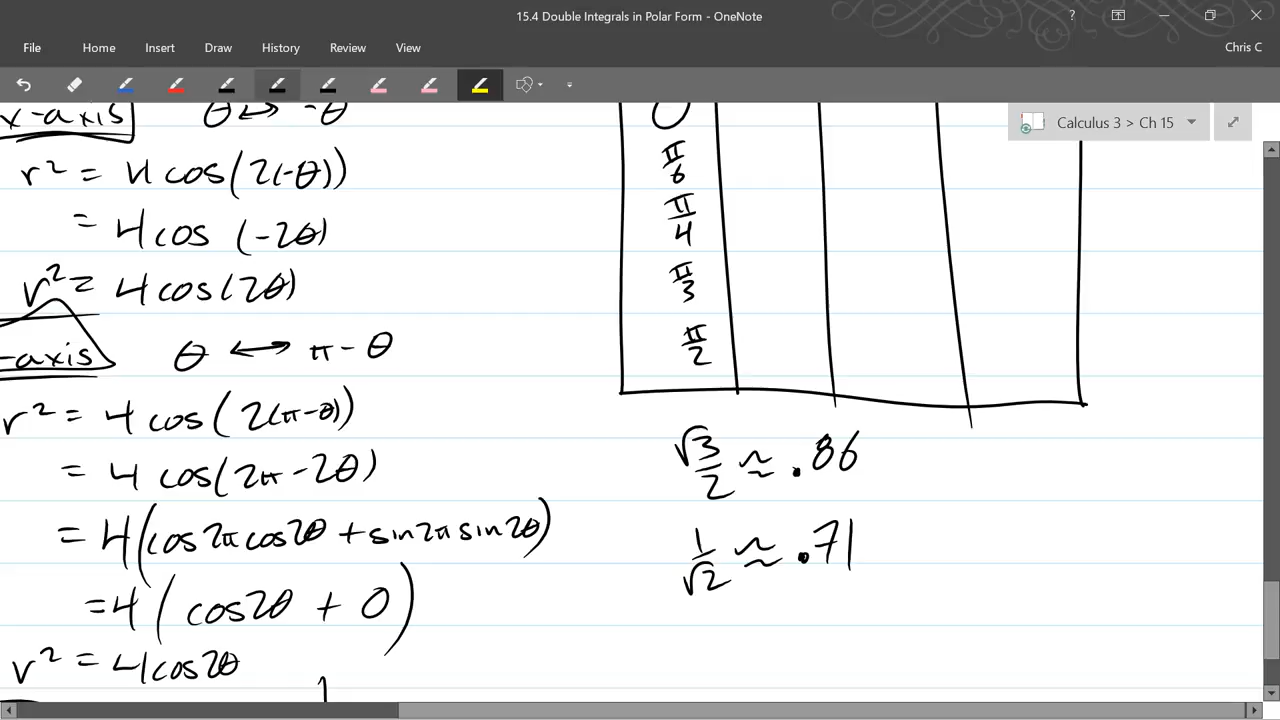 15.4 Double Integrals in Polar Form - OneNote
File Home Insert Draw History Review View
Chris C
Calculus 3 > Ch 15
x-axis θ ↔ -θ
r² = 4 cos(2(-θ))
= 4 cos (-2θ)
r² = 4 cos(2θ)
-axis θ ↔ π - θ
r² = 4 cos(2(π-θ))
= 4 cos(2π - 2θ)
= 4(cos2π cos2θ + sin2π sin2θ)
= 4 ( cos2θ + 0 )
r² = 4cos2θ
0
π/6
π/4
π/3
π/2
√3/2 ≈ .86
1/√2 ≈ .71